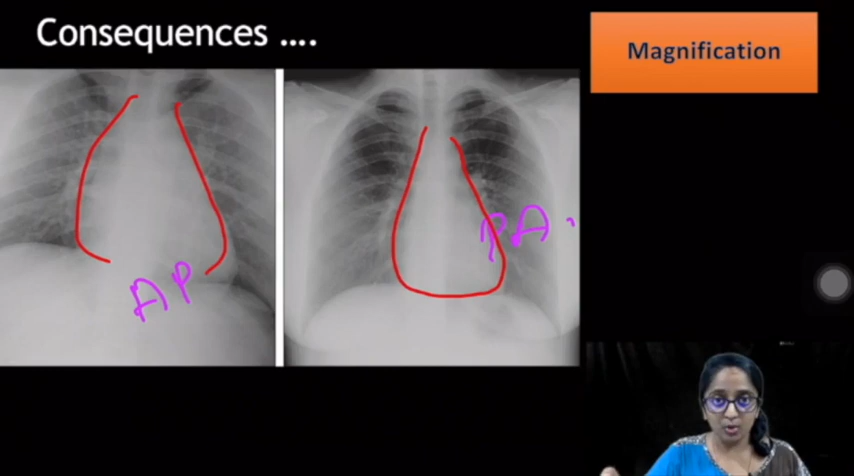 Consequences ....
Magnification
AP
PA.